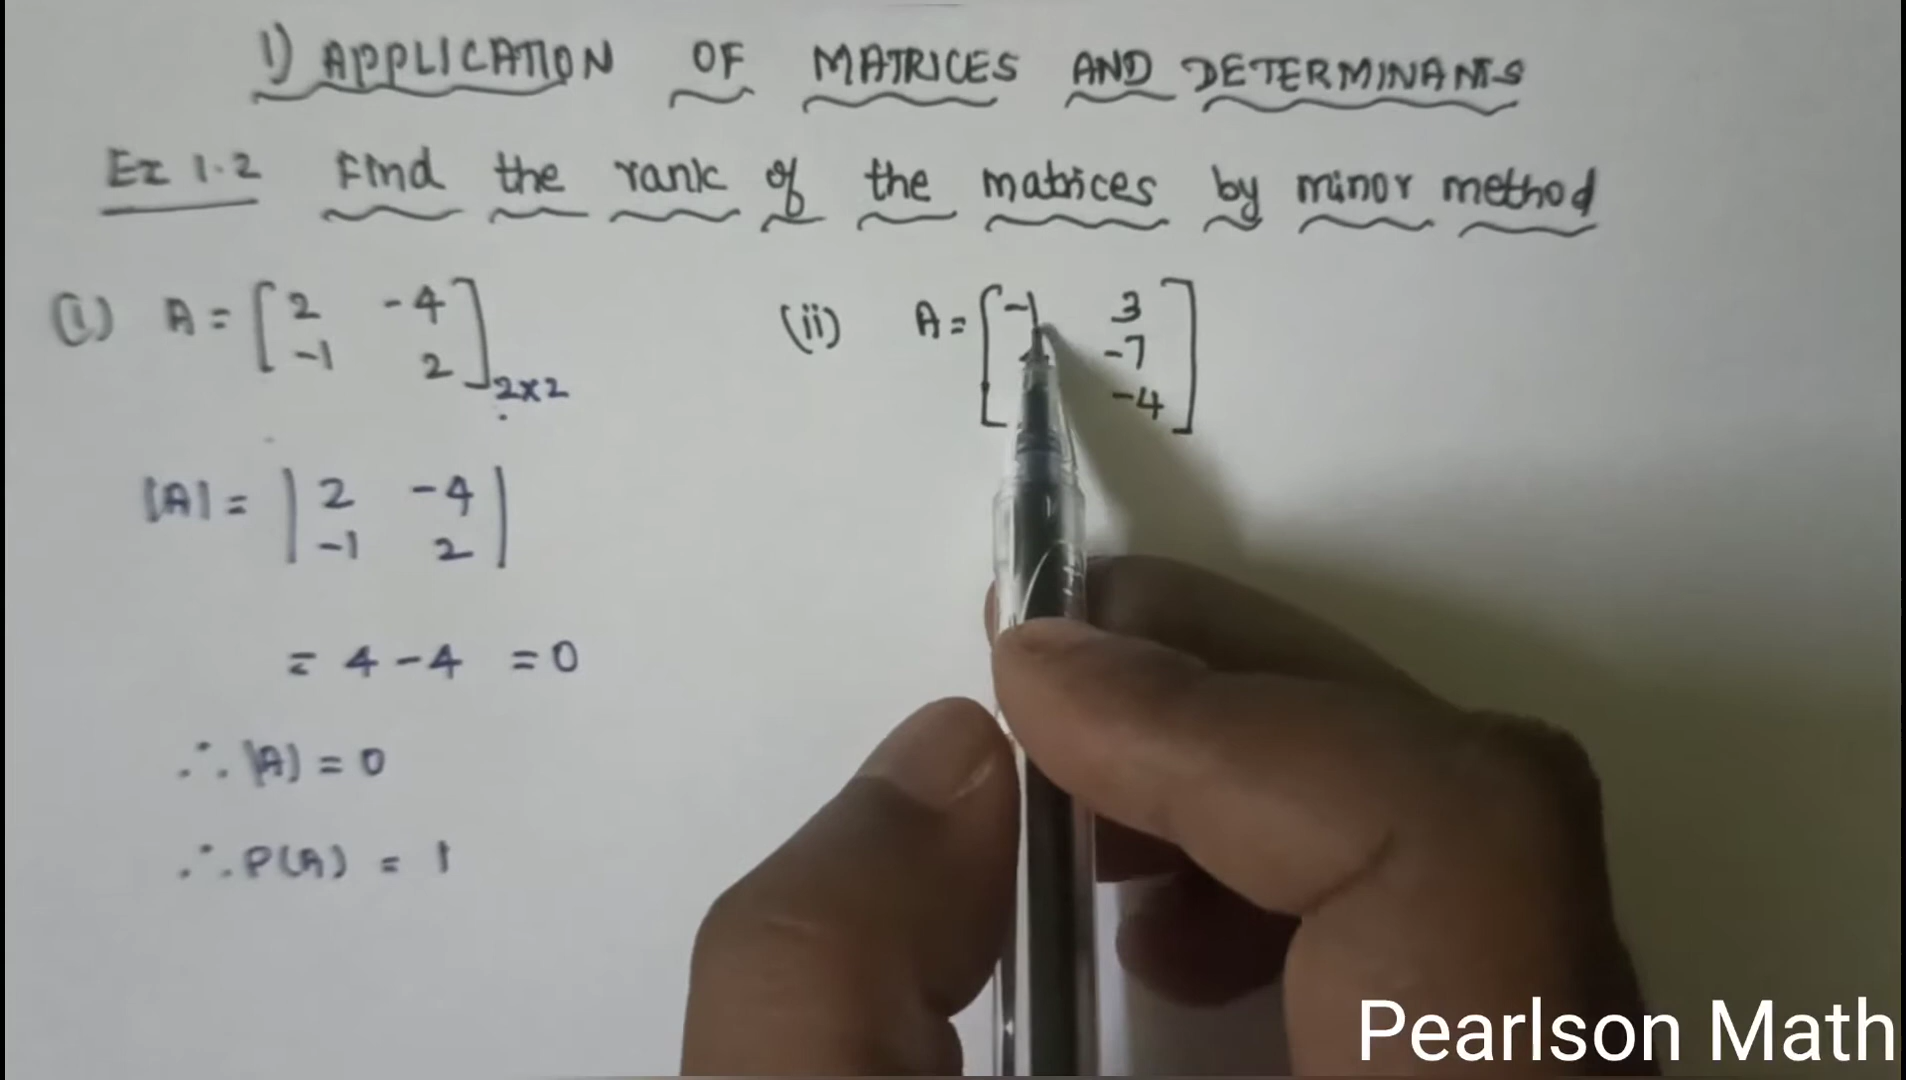 1) APPLICATION OF MATRICES AND DETERMINANTS
Ex 1.2 Find the rank of the matrices by minor method
(i) A = [2 -4
-1 2] 2×2
|A| = |2 -4
-1 2|
= 4 - 4 = 0
∴ |A| = 0
∴ P(A) = 1
(ii) A = [-1 3
-7
-4]
Pearlson Math